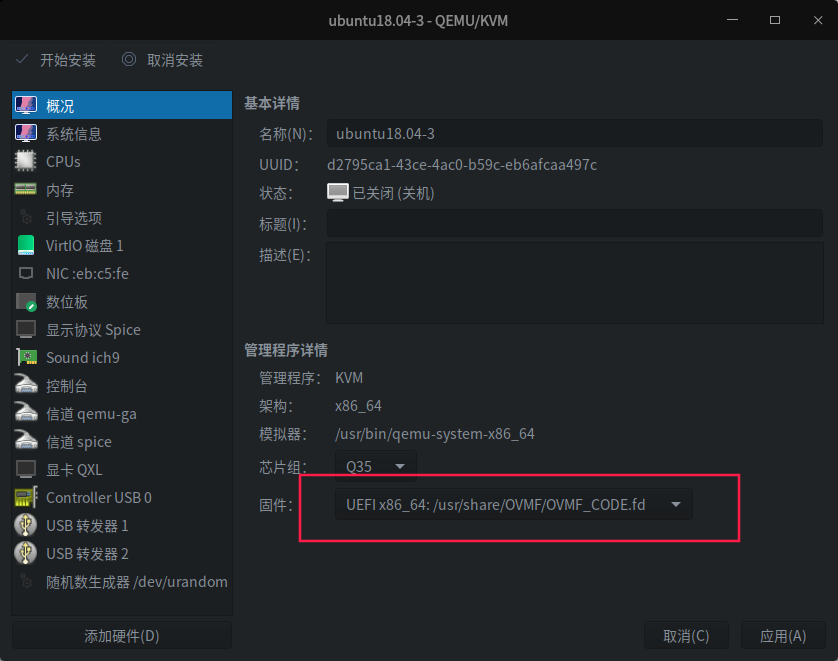 ubuntu18.04-3 - QEMU/KVM
开始安装 取消安装
概况
系统信息
CPUs
内存
引导选项
VirtIO 磁盘 1
NIC :eb:c5:fe
数位板
显示协议 Spice
Sound ich9
控制台
信道 qemu-ga
信道 spice
显卡 QXL
Controller USB 0
USB 转发器 1
USB 转发器 2
随机数生成器 /dev/urandom
添加硬件(D)
基本详情
名称(N)： ubuntu18.04-3
UUID： d2795ca1-43ce-4ac0-b59c-eb6afcaa497c
状态： 已关闭 (关机)
标题(I)：
描述(E)：
管理程序详情
管理程序： KVM
架构： x86_64
模拟器： /usr/bin/qemu-system-x86_64
芯片组： Q35
固件： UEFI x86_64: /usr/share/OVMF/OVMF_CODE.fd
取消(C) 应用(A)